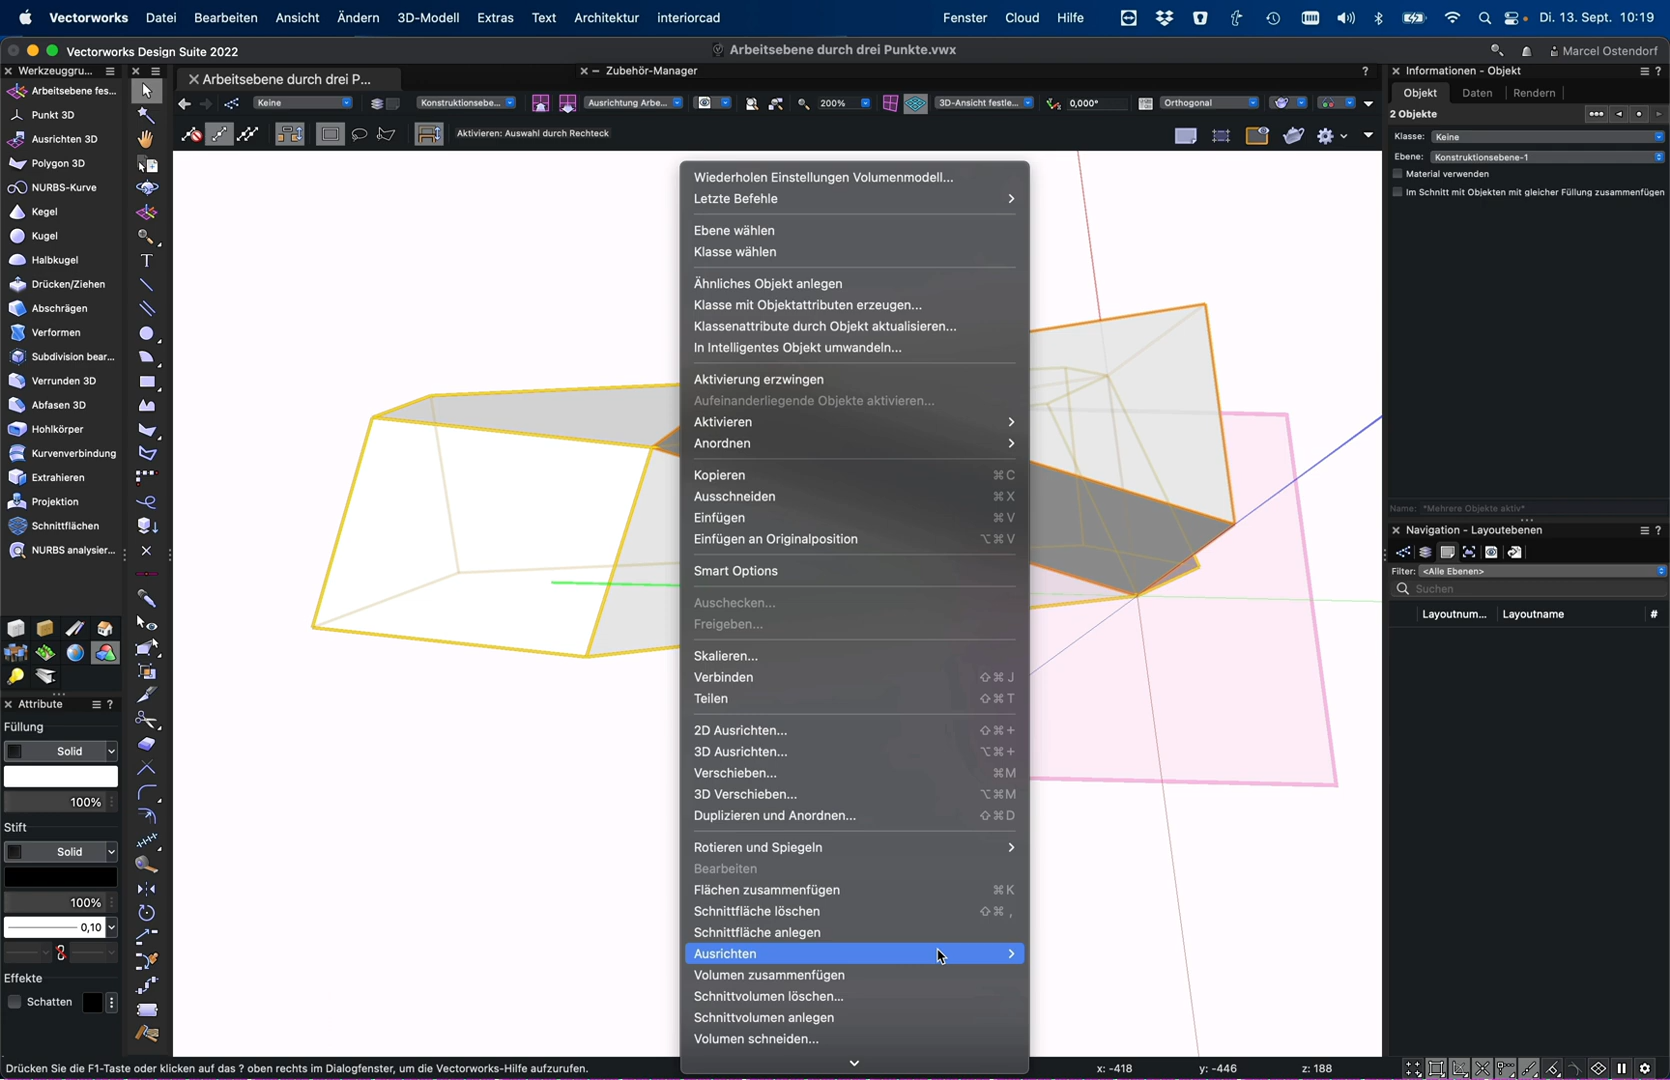 Vectorworks Datei Bearbeiten Ansicht Ändern 3D-Modell Extras Text Architektur interiorcad Fenster Cloud Hilfe Di. 13. Sept. 10:19
Vectorworks Design Suite 2022
Arbeitsebene durch drei Punkte.vwx
Marcel Ostendorf
Werkzeuggru...
Arbeitsebene durch drei P...
Zubehör-Manager
?
Informationen - Objekt
?
Arbeitsebene fes...
Punkt 3D
Ausrichten 3D
Polygon 3D
NURBS-Kurve
Kegel
Kugel
Halbkugel
Drücken/Ziehen
Abschrägen
Verformen
Subdivision bear...
Verrunden 3D
Abfasen 3D
Hohlkörper
Kurvenverbindung
Extrahieren
Projektion
Schnittflächen
NURBS analysier...
Keine
Konstruktionsebe...
Ausrichtung Arbe...
200%
3D-Ansicht festle...
0,000°
Orthogonal
Aktivieren: Auswahl durch Rechteck
Wiederholen Einstellungen Volumenmodell...
Letzte Befehle
Ebene wählen
Klasse wählen
Ähnliches Objekt anlegen
Klasse mit Objektattributen erzeugen...
Klassenattribute durch Objekt aktualisieren...
In Intelligentes Objekt umwandeln...
Aktivierung erzwingen
Aufeinanderliegende Objekte aktivieren...
Aktivieren
Anordnen
Kopieren ⌘C
Ausschneiden ⌘X
Einfügen ⌘V
Einfügen an Originalposition ⌥⌘V
Smart Options
Auschecken...
Freigeben...
Skalieren...
Verbinden ⇧⌘J
Teilen ⇧⌘T
2D Ausrichten... ⇧⌘+
3D Ausrichten... ⌥⌘+
Verschieben... ⌘M
3D Verschieben... ⌥⌘M
Duplizieren und Anordnen... ⇧⌘D
Rotieren und Spiegeln
Bearbeiten
Flächen zusammenfügen ⌘K
Schnittfläche löschen ⇧⌘,
Schnittfläche anlegen
Ausrichten
Volumen zusammenfügen
Schnittvolumen löschen...
Schnittvolumen anlegen
Volumen schneiden...
Objekt Daten Rendern
2 Objekte
Klasse: Keine
Ebene: Konstruktionsebene-1
Material verwenden
Im Schnitt mit Objekten mit gleicher Füllung zusammenfügen
Name: *Mehrere Objekte aktiv*
Navigation - Layoutebenen
?
Filter: <Alle Ebenen>
Suchen
Layoutnum... Layoutname #
Attribute
?
Füllung
Solid
100%
Stift
Solid
100%
0,10
Effekte
Schatten
Drücken Sie die F1-Taste oder klicken auf das ? oben rechts im Dialogfenster, um die Vectorworks-Hilfe aufzurufen.
x: -418 y: -446 z: 188